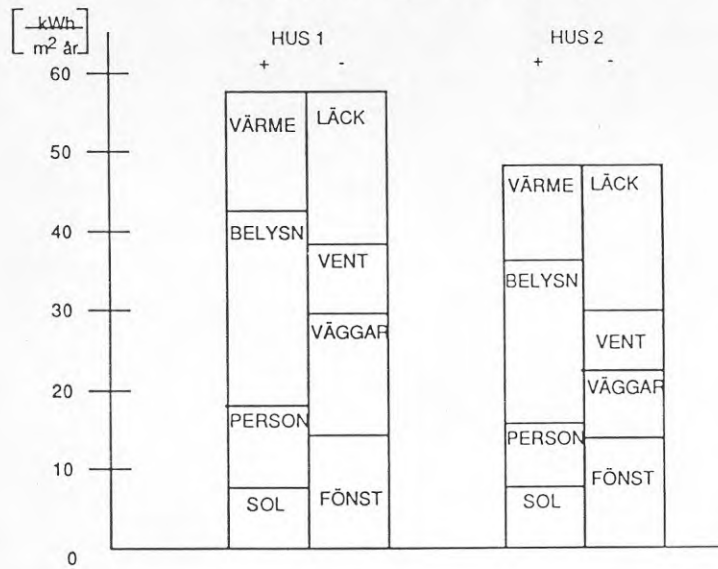 [kWh / m² år]
HUS 1
HUS 2
+ -
+ -
60
50
40
30
20
10
0
VÄRME
LÄCK
BELYSN
VENT
VÄGGAR
PERSON
SOL
FÖNST
VÄRME
LÄCK
BELYSN
VENT
VÄGGAR
PERSON
SOL
FÖNST